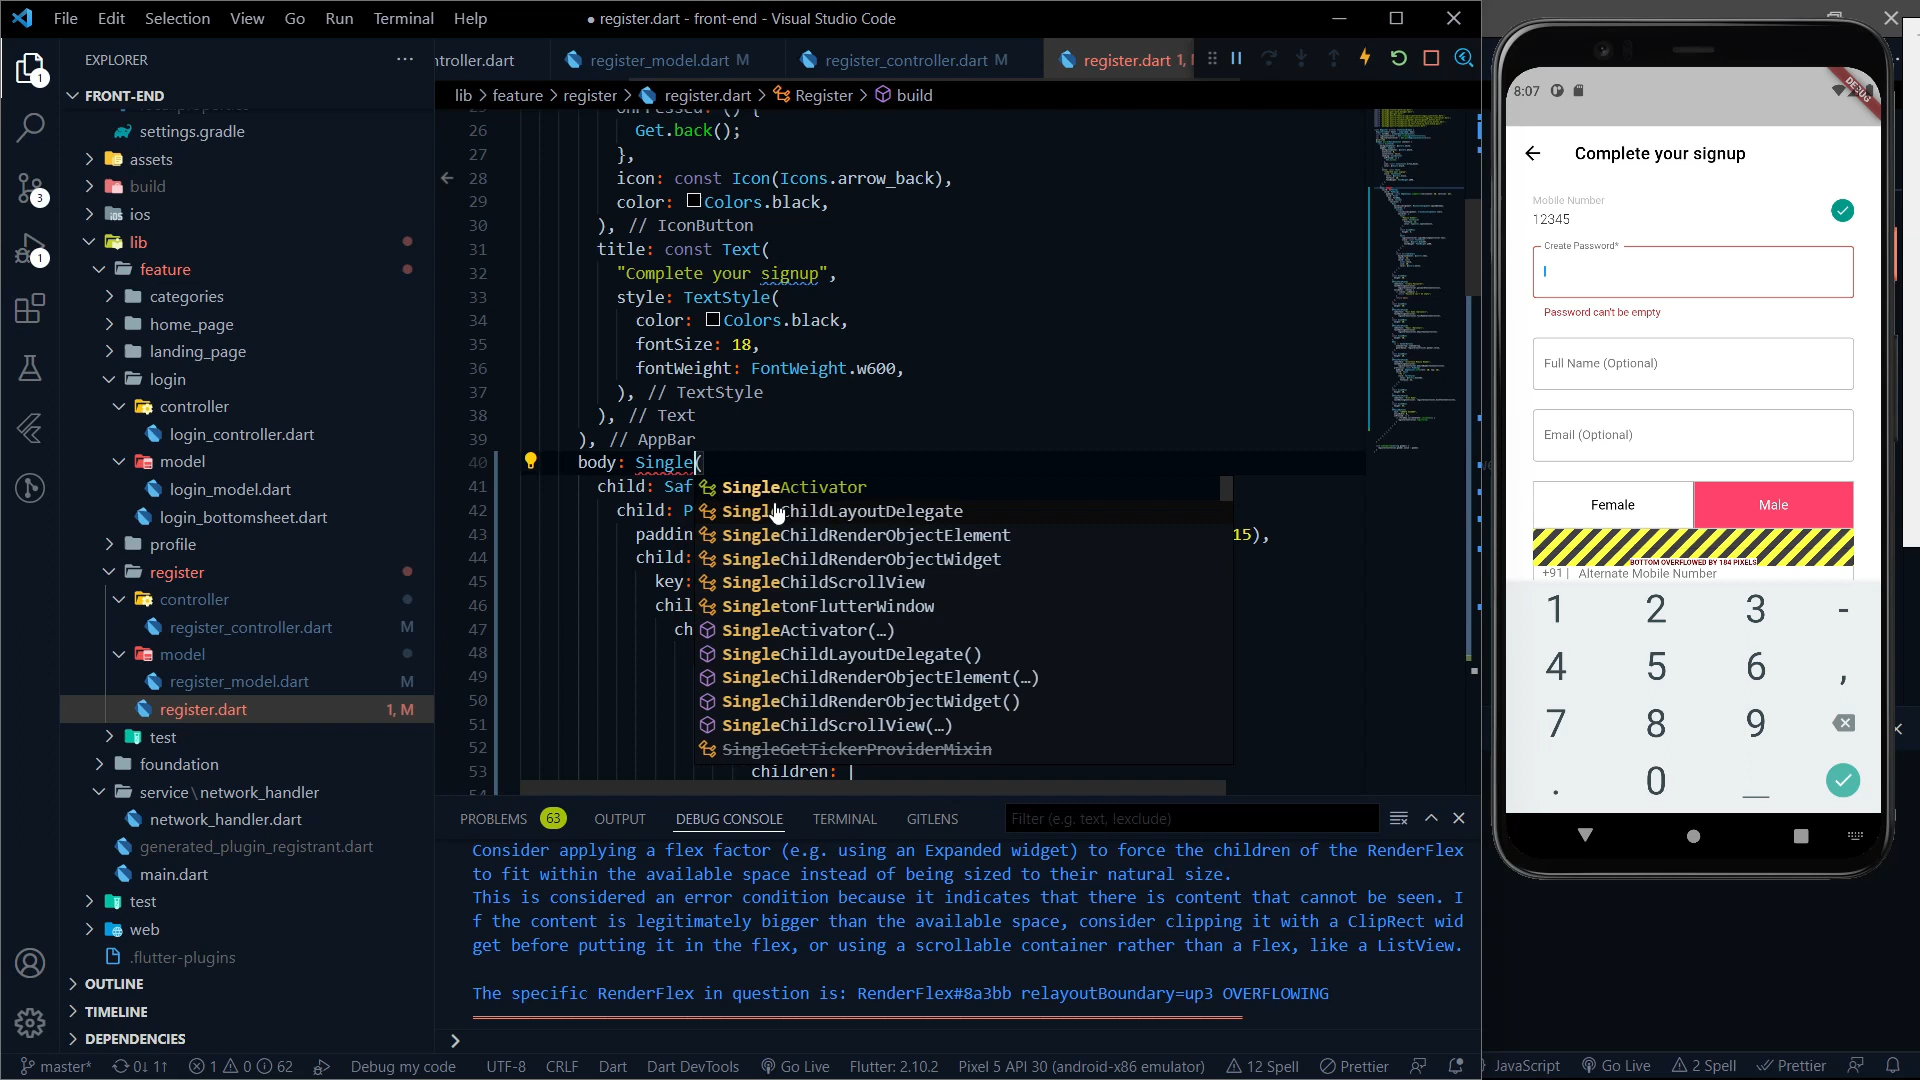 File Edit Selection View Go Run Terminal Help
● register.dart - front-end - Visual Studio Code
EXPLORER
FRONT-END
settings.gradle
assets
build
ios
lib
feature
categories
home_page
landing_page
login
controller
login_controller.dart
model
login_model.dart
login_bottomsheet.dart
profile
register
controller
register_controller.dart M
model
register_model.dart M
register.dart 1, M
test
foundation
service\network_handler
network_handler.dart
generated_plugin_registrant.dart
main.dart
test
web
.flutter-plugins
OUTLINE
TIMELINE
DEPENDENCIES
1
3
1
ntroller.dart register_model.dart M register_controller.dart M register.dart 1,
lib > feature > register > register.dart > Register > build
26 Get.back();
27 },
28 icon: const Icon(Icons.arrow_back),
29 color: Colors.black,
30 ), // IconButton
31 title: const Text(
32 "Complete your signup",
33 style: TextStyle(
34 color: Colors.black,
35 fontSize: 18,
36 fontWeight: FontWeight.w600,
37 ), // TextStyle
38 ), // Text
39 ), // AppBar
40 body: Single(
41 child: Saf
42 child: P
43 paddin 15),
44 child:
45 key:
46 chil
47 ch
48
49
50
51
52
53 children: [
SingleActivator
SingleChildLayoutDelegate
SingleChildRenderObjectElement
SingleChildRenderObjectWidget
SingleChildScrollView
SingletonFlutterWindow
SingleActivator(…)
SingleChildLayoutDelegate()
SingleChildRenderObjectElement(…)
SingleChildRenderObjectWidget()
SingleChildScrollView(…)
SingleGetTickerProviderMixin
PROBLEMS 63 OUTPUT DEBUG CONSOLE TERMINAL GITLENS
Filter (e.g. text, !exclude)
Consider applying a flex factor (e.g. using an Expanded widget) to force the children of the RenderFlex
to fit within the available space instead of being sized to their natural size.
This is considered an error condition because it indicates that there is content that cannot be seen. I
f the content is legitimately bigger than the available space, consider clipping it with a ClipRect wid
get before putting it in the flex, or using a scrollable container rather than a Flex, like a ListView.
The specific RenderFlex in question is: RenderFlex#8a3bb relayoutBoundary=up3 OVERFLOWING
master* 0↓ 1↑ 1 0 62 Debug my code UTF-8 CRLF Dart Dart DevTools Go Live Flutter: 2.10.2 Pixel 5 API 30 (android-x86 emulator) 12 Spell Prettier
JavaScript Go Live 2 Spell Prettier
8:07
DEBUG
Complete your signup
Mobile Number
12345
Create Password*
Password can't be empty
Full Name (Optional)
Email (Optional)
Female Male
BOTTOM OVERFLOWED BY 184 PIXELS
+91 | Alternate Mobile Number
1 2 3 -
4 5 6 ,
7 8 9
. 0 _